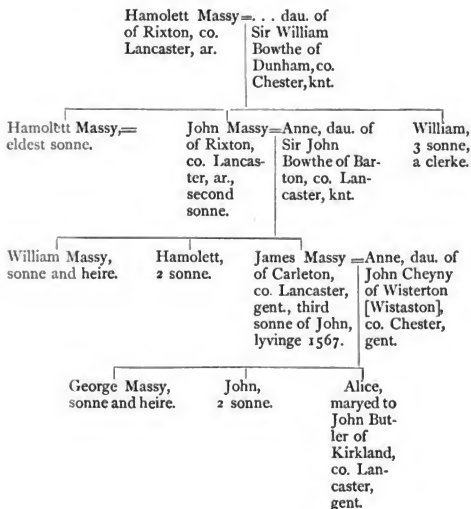 Hamolett Massy=. . . dau. of
of Rixton, co.
Lancaster, ar.
Sir William
Bowthe of
Dunham, co.
Chester, knt.
Hamolett Massy,=
eldest sonne.
John Massy=
of Rixton,
co. Lancas-
ter, ar.,
second
sonne.
Anne, dau. of
Sir John
Bowthe of Bar-
ton, co. Lan-
caster, knt.
William,
3 sonne,
a clerke.
William Massy,
sonne and heire.
Hamolett,
2 sonne.
James Massy=
of Carleton,
co. Lancaster,
gent., third
sonne of John,
lyvinge 1567.
Anne, dau. of
John Cheyny
of Wisterton
[Wistaston],
co. Chester,
gent.
George Massy,
sonne and heire.
John,
2 sonne.
Alice,
maryed to
John But-
ler of
Kirkland,
co. Lan-
caster,
gent.